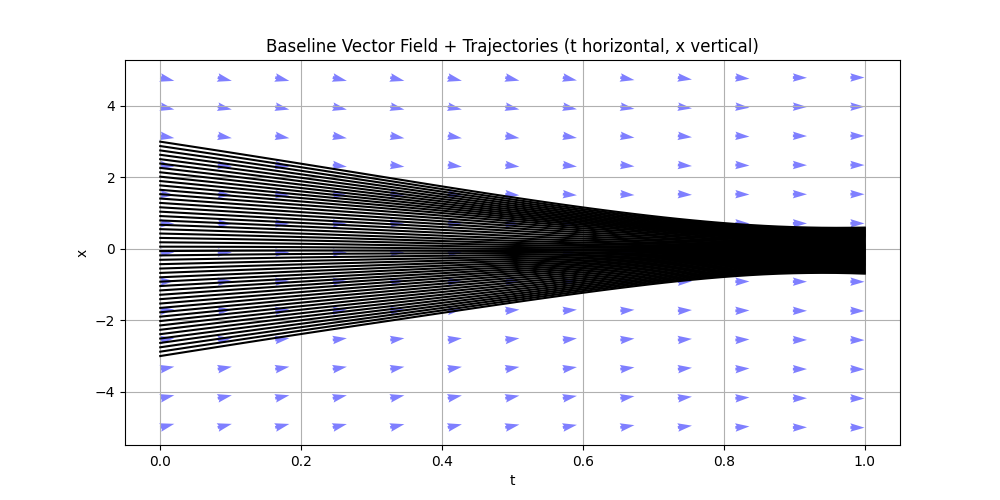 Baseline Vector Field + Trajectories (t horizontal, x vertical)
4
2
0
−2
−4
x
0.0 0.2 0.4 0.6 0.8 1.0
t